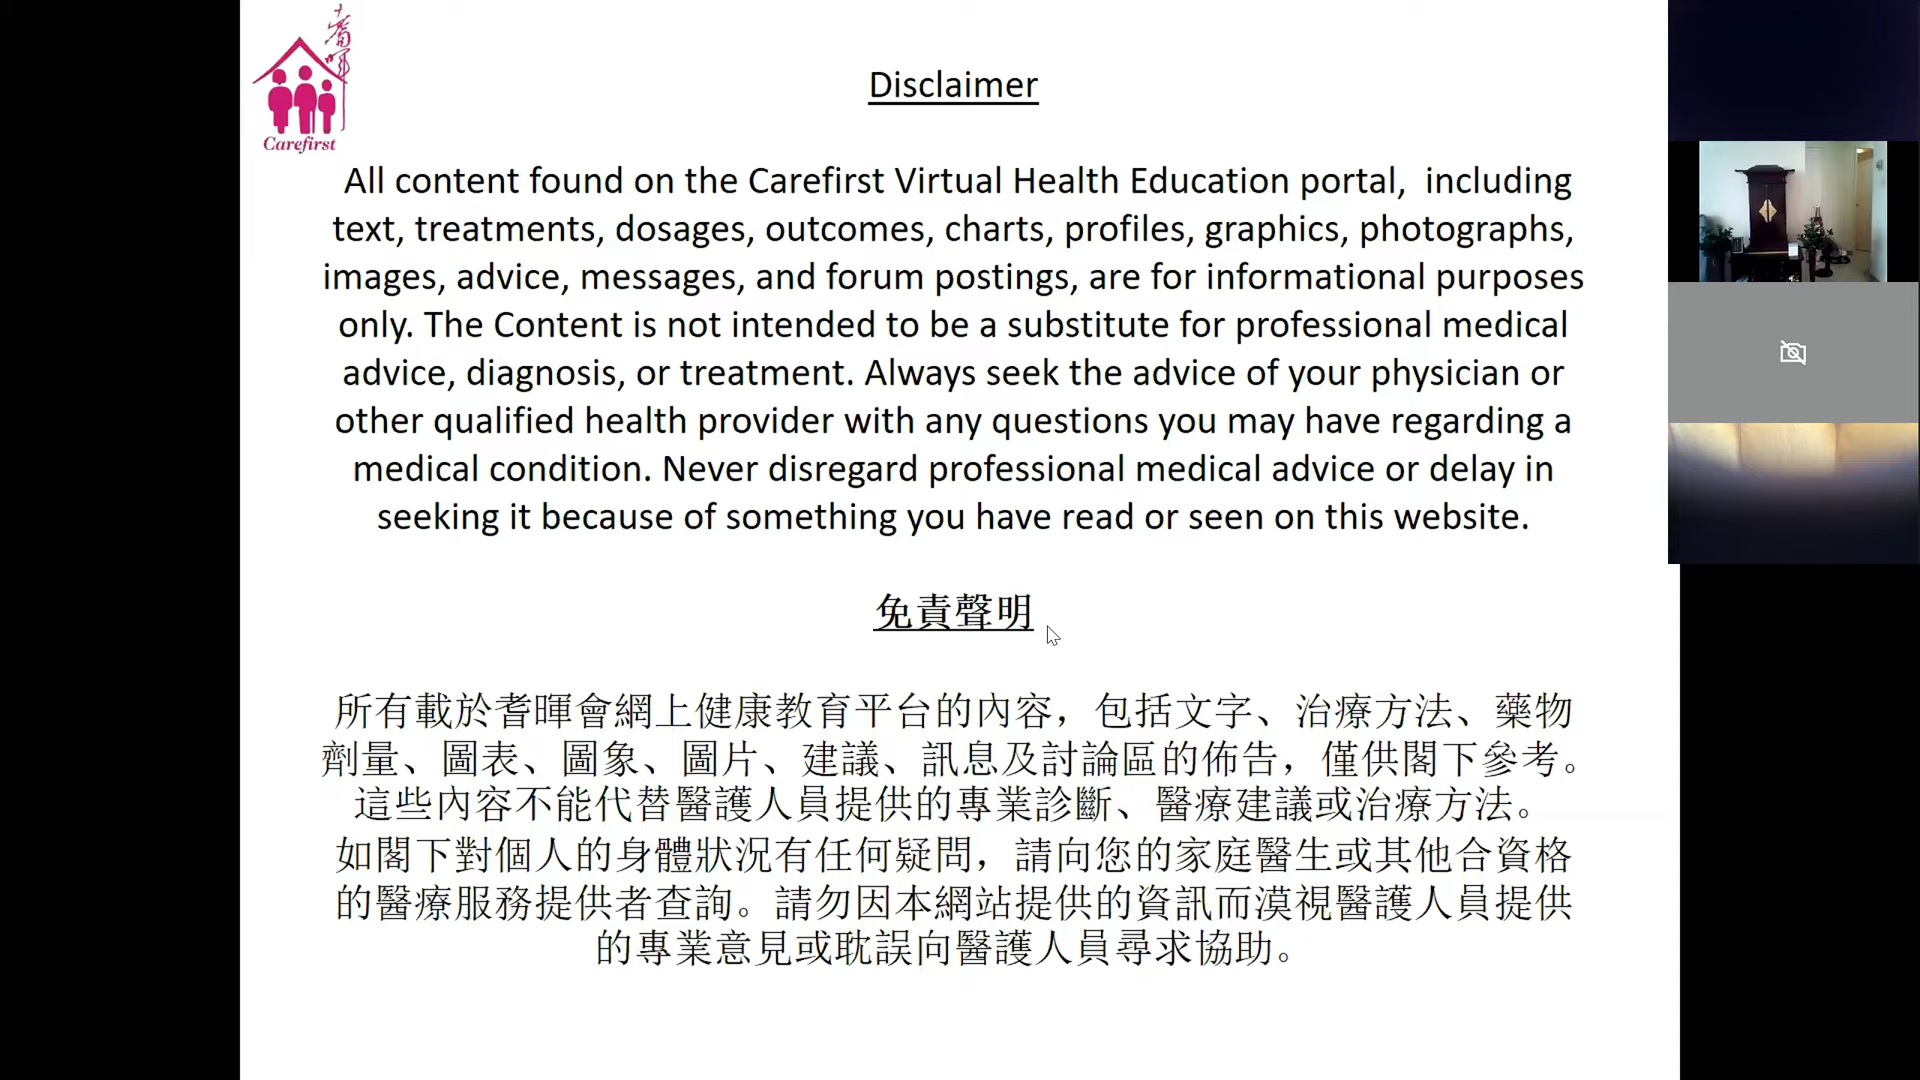 耆暉
Carefirst
Disclaimer
All content found on the Carefirst Virtual Health Education portal, including
text, treatments, dosages, outcomes, charts, profiles, graphics, photographs,
images, advice, messages, and forum postings, are for informational purposes
only. The Content is not intended to be a substitute for professional medical
advice, diagnosis, or treatment. Always seek the advice of your physician or
other qualified health provider with any questions you may have regarding a
medical condition. Never disregard professional medical advice or delay in
seeking it because of something you have read or seen on this website.
免責聲明
所有載於耆暉會網上健康教育平台的內容，包括文字、治療方法、藥物
劑量、圖表、圖象、圖片、建議、訊息及討論區的佈告，僅供閣下參考。
這些內容不能代替醫護人員提供的專業診斷、醫療建議或治療方法。
如閣下對個人的身體狀況有任何疑問，請向您的家庭醫生或其他合資格
的醫療服務提供者查詢。請勿因本網站提供的資訊而漠視醫護人員提供
的專業意見或耽誤向醫護人員尋求協助。